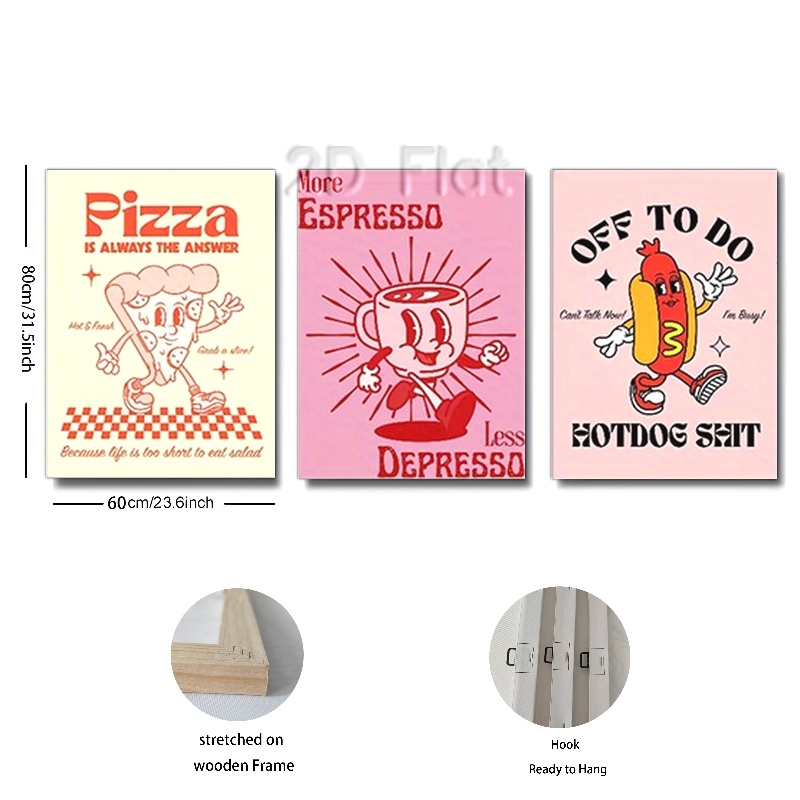 2D Flat
Pizza
IS ALWAYS THE ANSWER
Hot & Fresh
Grab a slice!
Because life is too short to eat salad
More
ESPRESSO
Less
DEPRESSO
OFF TO DO
Can't Talk Now!
I'm Busy!
HOTDOG SHIT
80cm/31.5inch
60cm/23.6inch
stretched on
wooden Frame
Hook
Ready to Hang